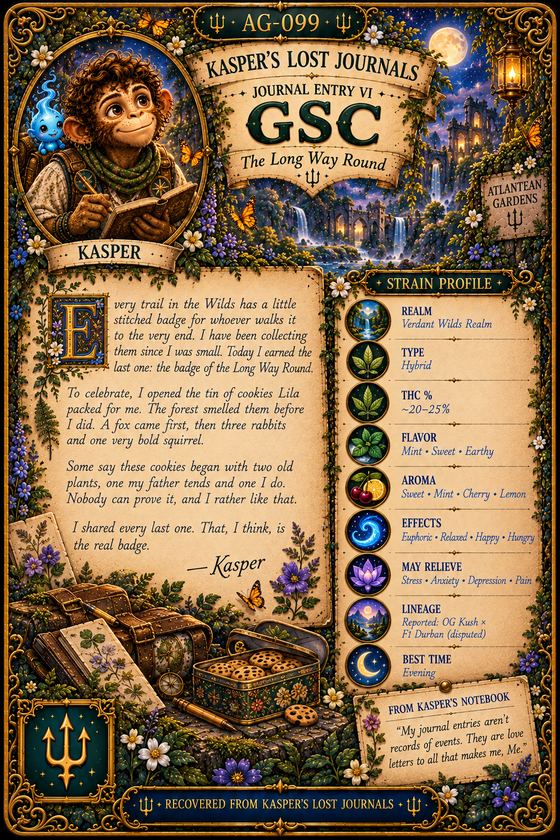 AG-099
KASPER'S LOST JOURNALS
JOURNAL ENTRY VI
GSC
The Long Way Round
ATLANTEAN
GARDENS
KASPER
Every trail in the Wilds has a little
stitched badge for whoever walks it
to the very end. I have been collecting
them since I was small. Today I earned the
last one: the badge of the Long Way Round.
To celebrate, I opened the tin of cookies Lila
packed for me. The forest smelled them before
I did. A fox came first, then three rabbits
and one very bold squirrel.
Some say these cookies began with two old
plants, one my father tends and one I do.
Nobody can prove it, and I rather like that.
I shared every last one. That, I think, is
the real badge.
— Kasper
STRAIN PROFILE
REALM
Verdant Wilds Realm
TYPE
Hybrid
THC %
~20–25%
FLAVOR
Mint • Sweet • Earthy
AROMA
Sweet • Mint • Cherry • Lemon
EFFECTS
Euphoric • Relaxed • Happy • Hungry
MAY RELIEVE
Stress • Anxiety • Depression • Pain
LINEAGE
Reported: OG Kush ×
F1 Durban (disputed)
BEST TIME
Evening
FROM KASPER'S NOTEBOOK
"My journal entries aren't
records of events. They are love
letters to all that makes me, Me."
RECOVERED FROM KASPER'S LOST JOURNALS